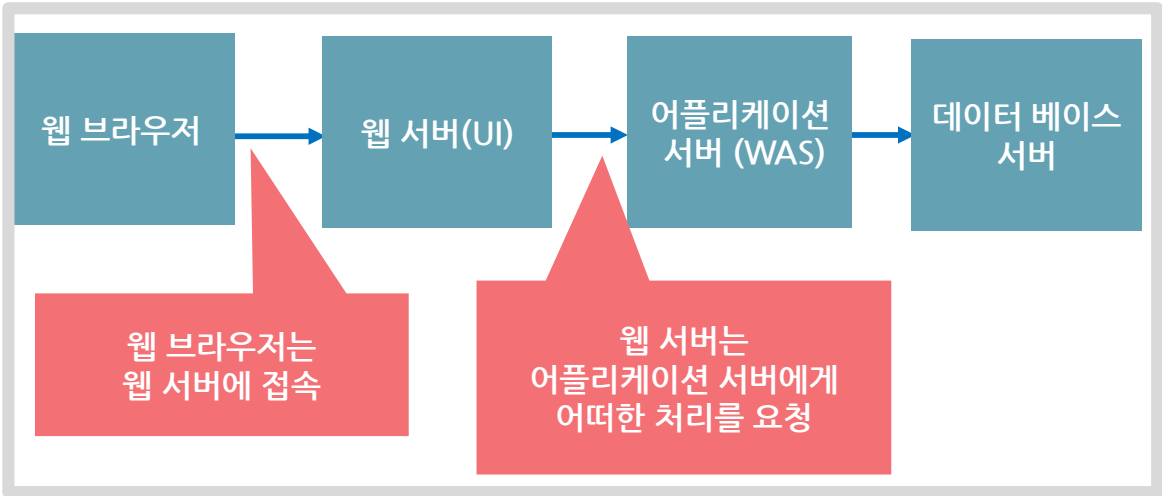 웹 브라우저
웹 서버(UI)
어플리케이션
서버 (WAS)
데이터 베이스
서버
웹 브라우저는
웹 서버에 접속
웹 서버는
어플리케이션 서버에게
어떠한 처리를 요청